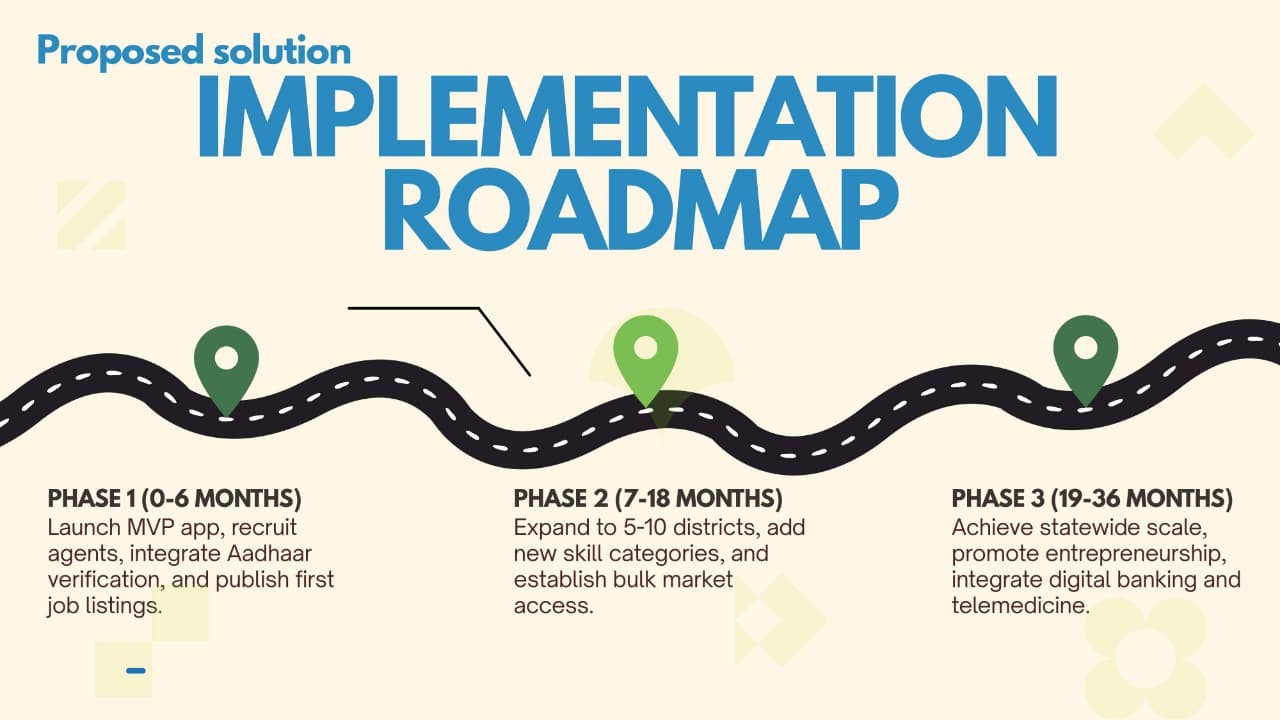 Proposed solution
IMPLEMENTATION
ROADMAP
PHASE 1 (0-6 MONTHS)
Launch MVP app, recruit
agents, integrate Aadhaar
verification, and publish first
job listings.
PHASE 2 (7-18 MONTHS)
Expand to 5-10 districts, add
new skill categories, and
establish bulk market
access.
PHASE 3 (19-36 MONTHS)
Achieve statewide scale,
promote entrepreneurship,
integrate digital banking and
telemedicine.